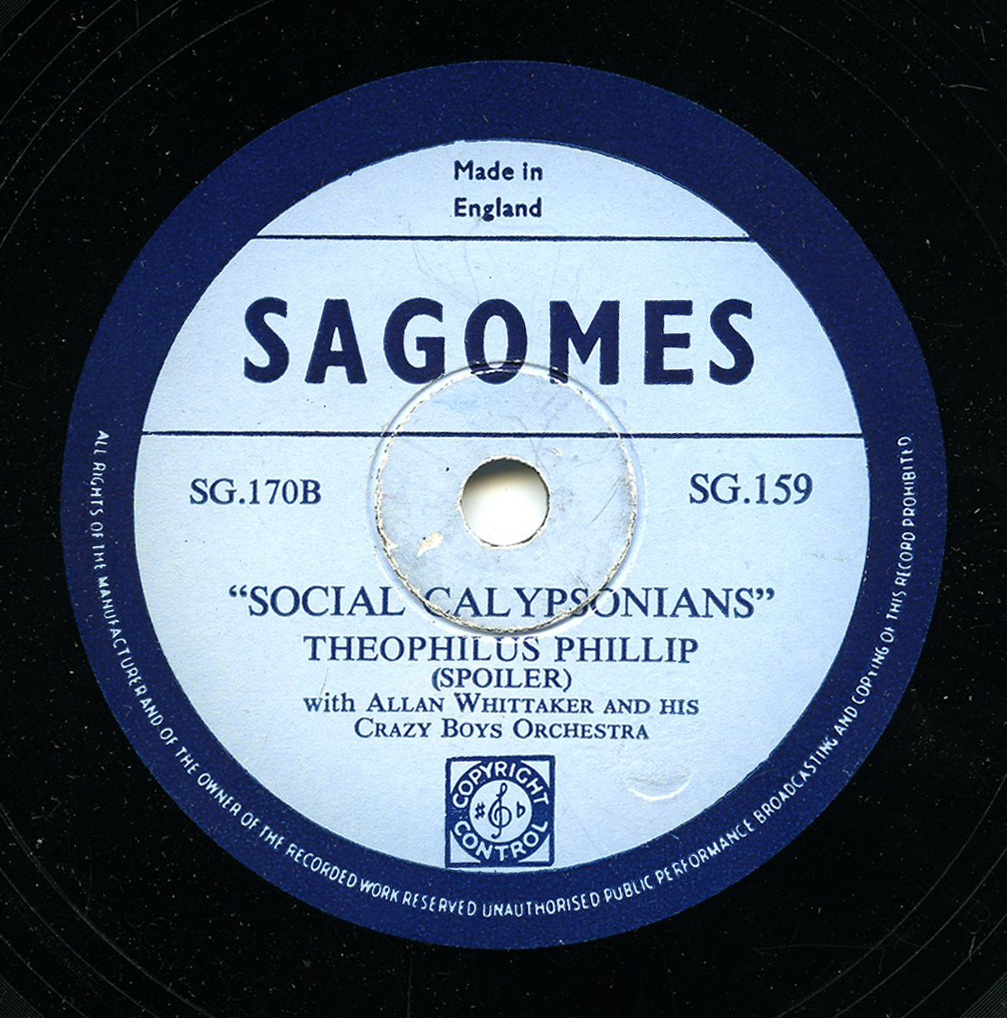 Made in
England
SAGOMES
SG.170B
SG.159
“SOCIAL CALYPSONIANS”
THEOPHILUS PHILLIP
(SPOILER)
with ALLAN WHITTAKER AND HIS
CRAZY BOYS ORCHESTRA
COPYRIGHT
CONTROL
ALL RIGHTS OF THE MANUFACTURER AND OF THE OWNER OF THE RECORDED WORK RESERVED UNAUTHORISED PUBLIC PERFORMANCE BROADCASTING AND COPYING OF THIS RECORD PROHIBITED